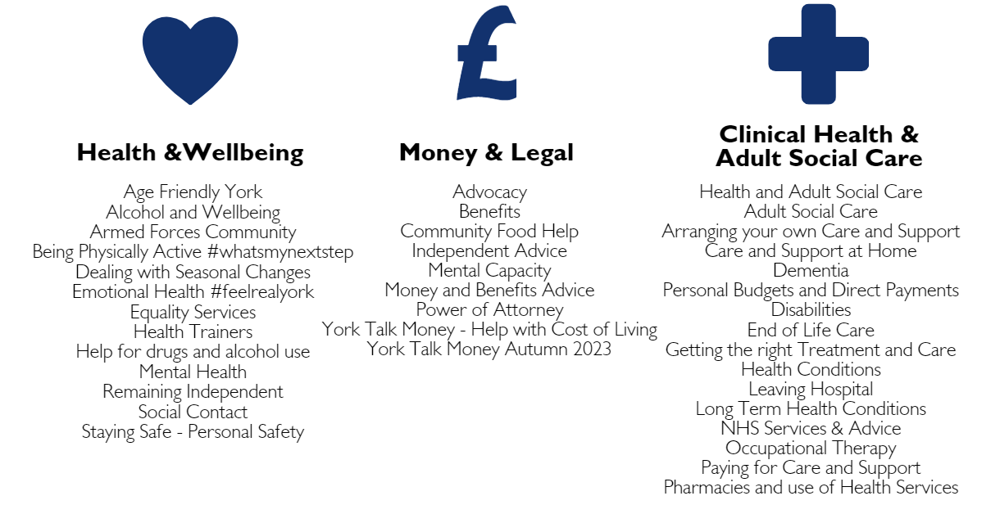 £
Health &Wellbeing
Age Friendly York
Alcohol and Wellbeing
Armed Forces Community
Being Physically Active #whatsmynextstep
Dealing with Seasonal Changes
Emotional Health #feelrealyork
Equality Services
Health Trainers
Help for drugs and alcohol use
Mental Health
Remaining Independent
Social Contact
Staying Safe - Personal Safety
Money & Legal
Advocacy
Benefits
Community Food Help
Independent Advice
Mental Capacity
Money and Benefits Advice
Power of Attorney
York Talk Money - Help with Cost of Living
York Talk Money Autumn 2023
Clinical Health &
Adult Social Care
Health and Adult Social Care
Adult Social Care
Arranging your own Care and Support
Care and Support at Home
Dementia
Personal Budgets and Direct Payments
Disabilities
End of Life Care
Getting the right Treatment and Care
Health Conditions
Leaving Hospital
Long Term Health Conditions
NHS Services & Advice
Occupational Therapy
Paying for Care and Support
Pharmacies and use of Health Services